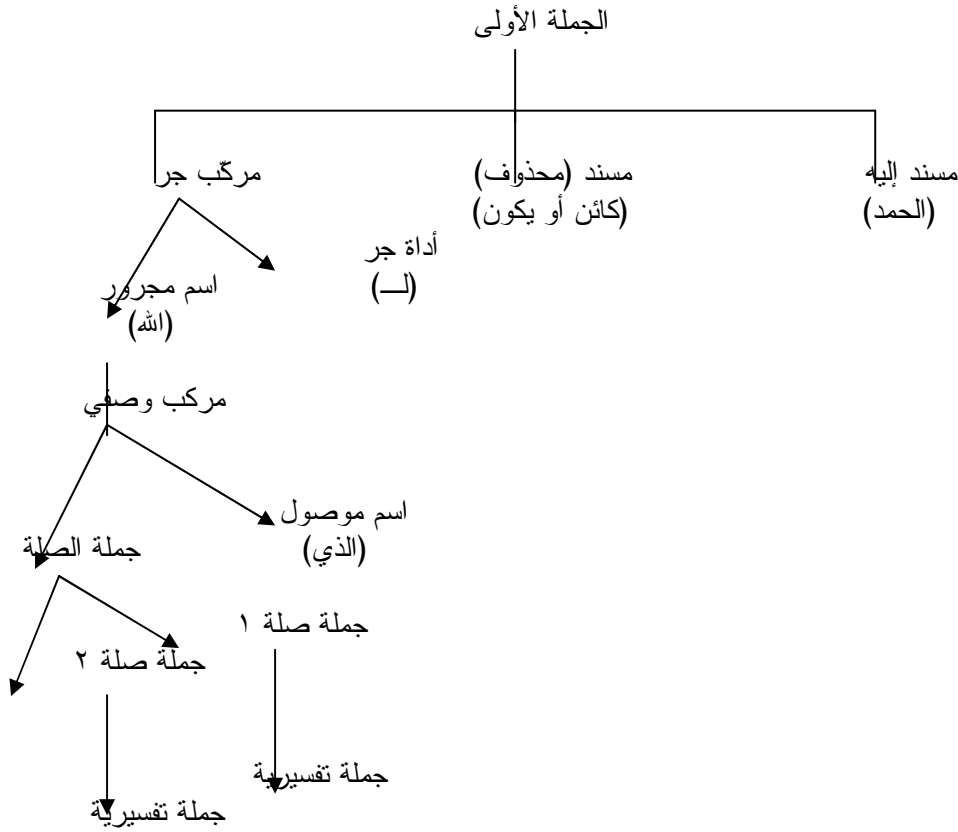 الجملة الأولى
مسند إليه
(الحمد)
مسند (محذوف)
(كائن أو يكون)
مركّب جر
أداة جر
(لـــ)
اسم مجرور
(الله)
مركب وصفي
اسم موصول
(الذي)
جملة الصلة
جملة صلة ١
جملة صلة ٢
جملة تفسيرية
جملة تفسيرية